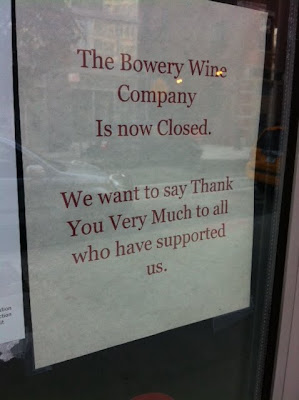 The Bowery Wine
Company
Is now Closed.
We want to say Thank
You Very Much to all
who have supported
us.